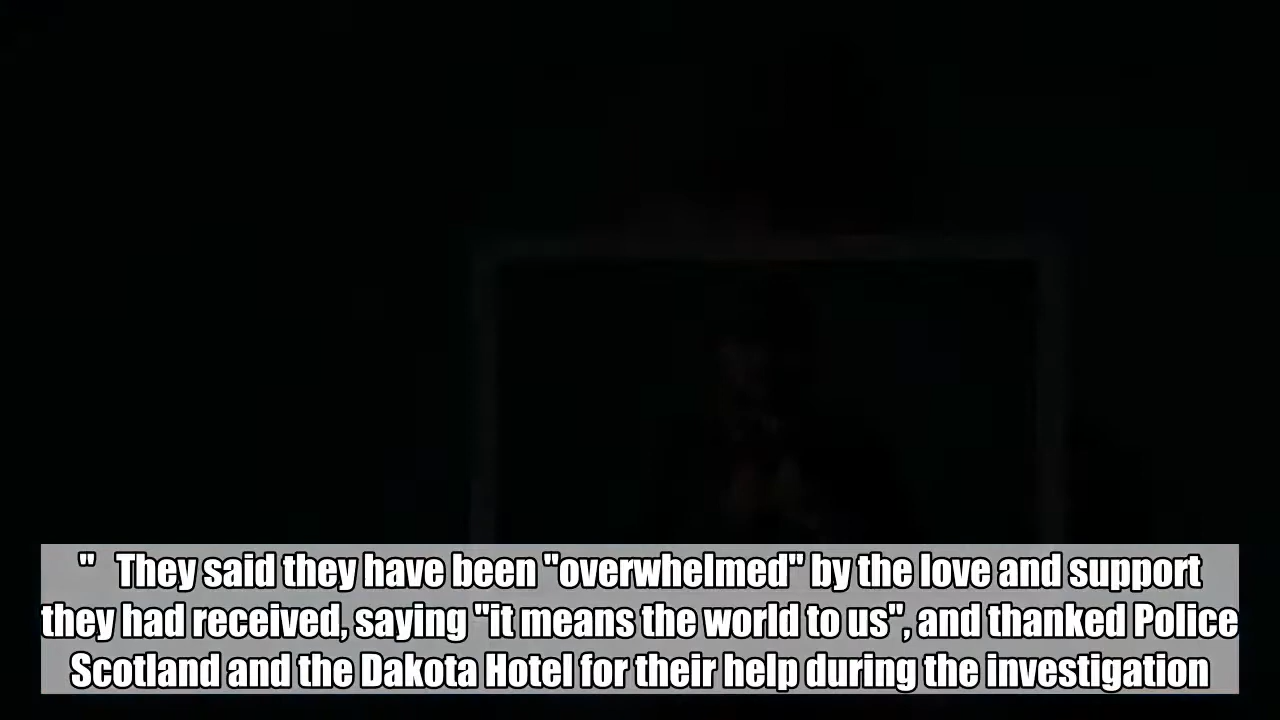 " They said they have been "overwhelmed" by the love and support
they had received, saying "it means the world to us", and thanked Police
Scotland and the Dakota Hotel for their help during the investigation